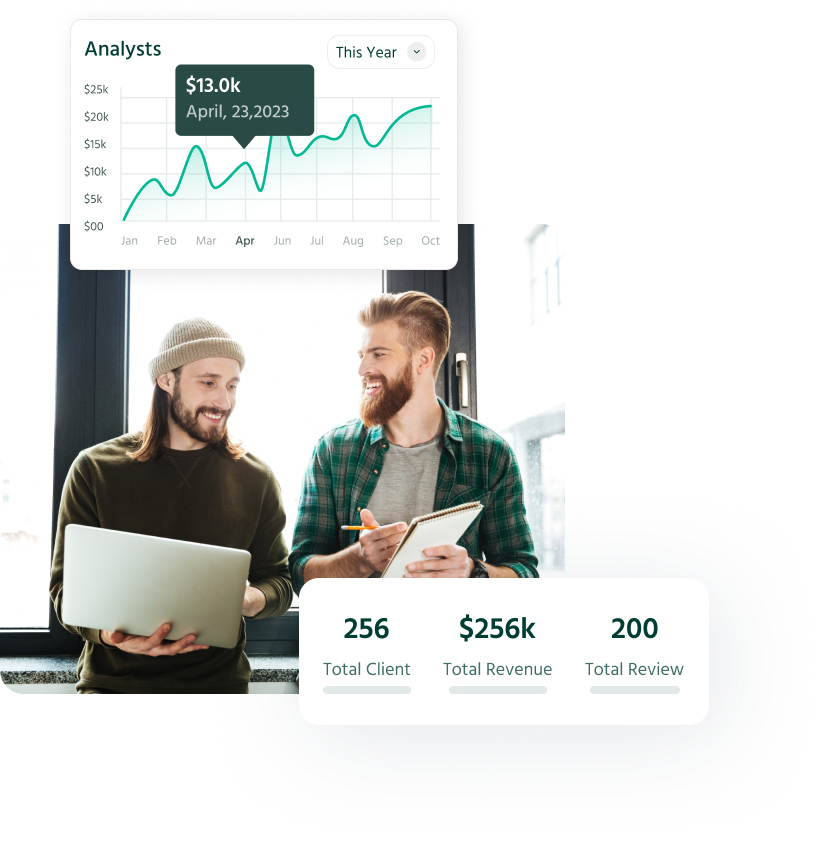 Analysts
This Year
$13.0k
April, 23,2023
$25k
$20k
$15k
$10k
$5k
$00
Jan Feb Mar Apr Jun Jul Aug Sep Oct
256 $256k 200
Total Client Total Revenue Total Review